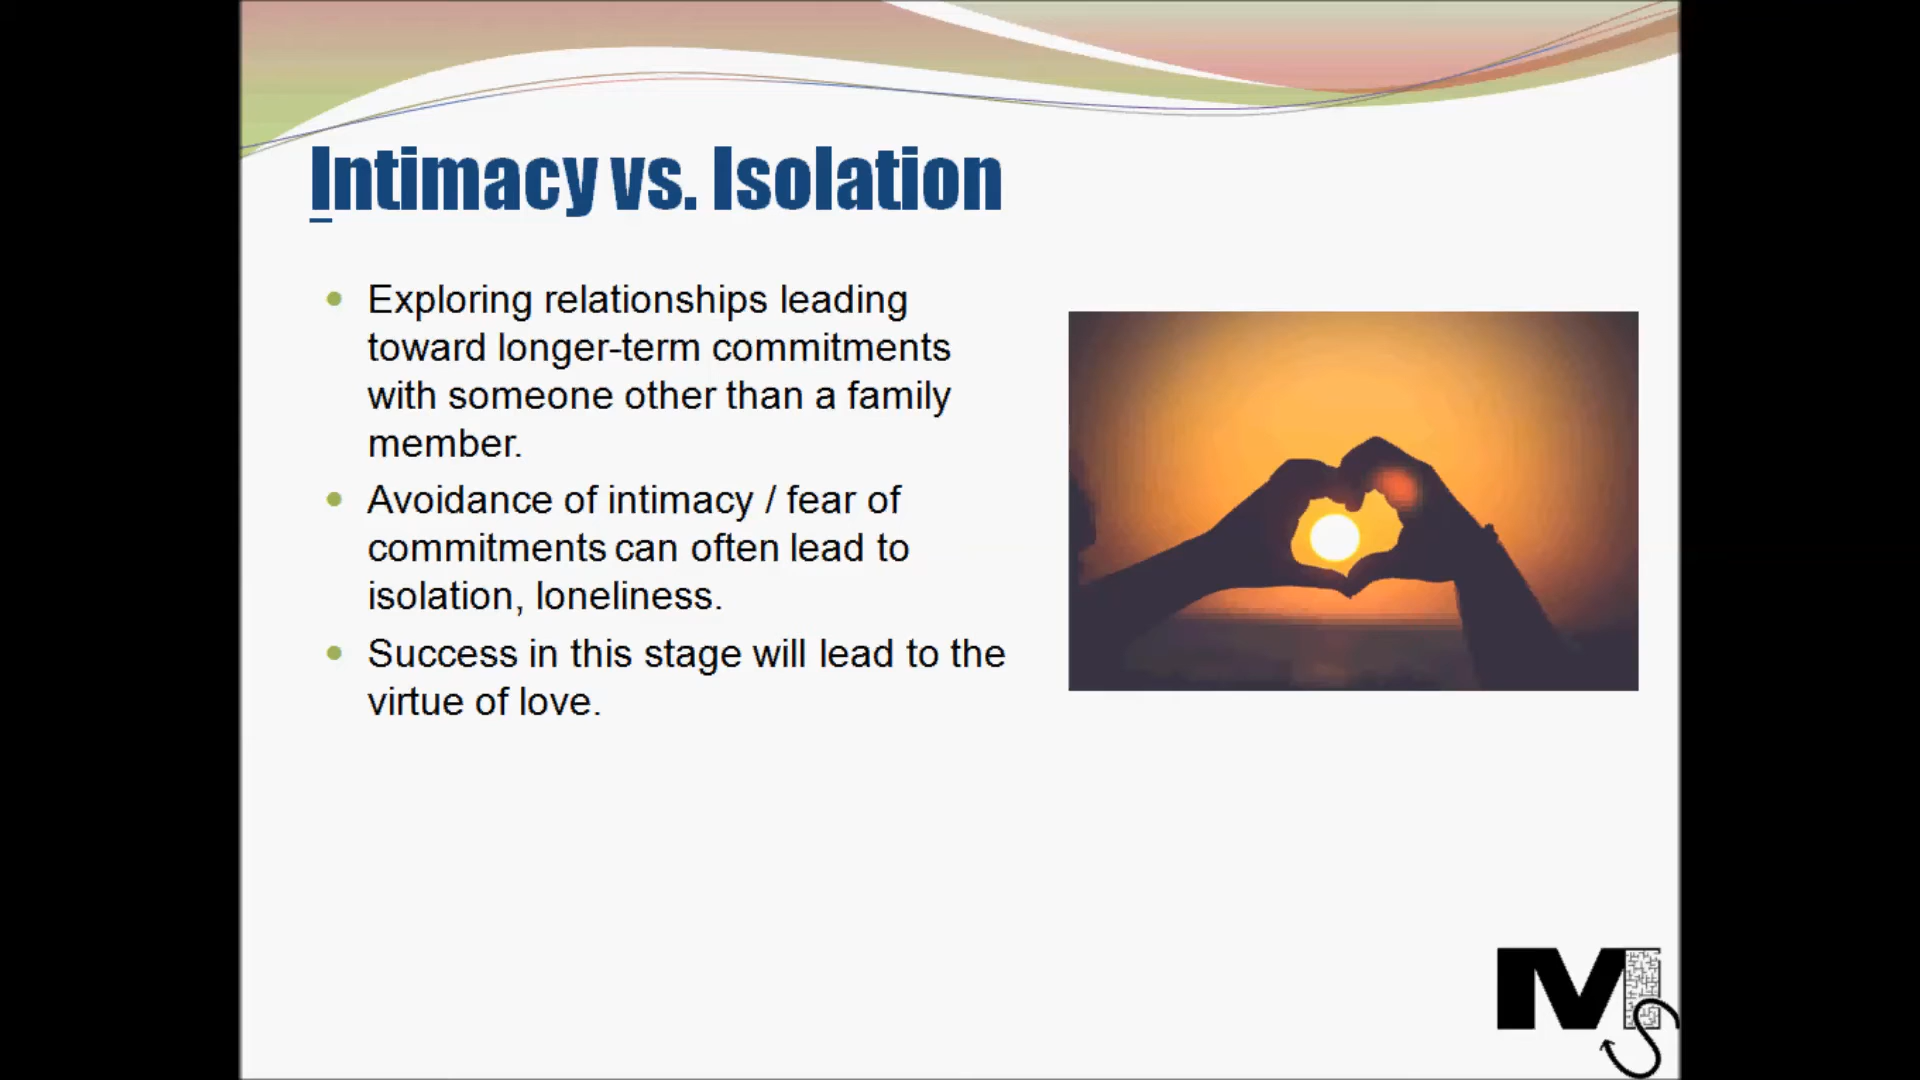 Intimacy vs. Isolation
Exploring relationships leading
toward longer-term commitments
with someone other than a family
member.
Avoidance of intimacy / fear of
commitments can often lead to
isolation, loneliness.
Success in this stage will lead to the
virtue of love.
MS